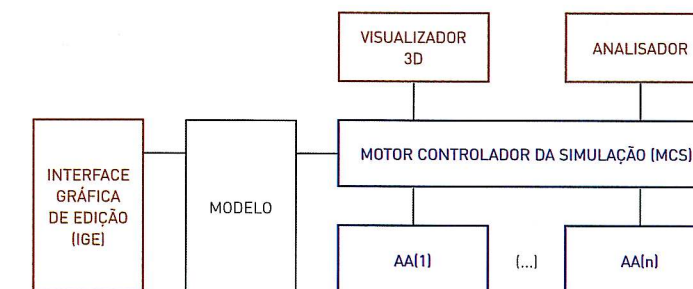 VISUALIZADOR
3D
ANALISADOR
MOTOR CONTROLADOR DA SIMULAÇÃO (MCS)
INTERFACE
GRÁFICA
DE EDIÇÃO
(IGE)
MODELO
AA(1)
(...)
AA(n)